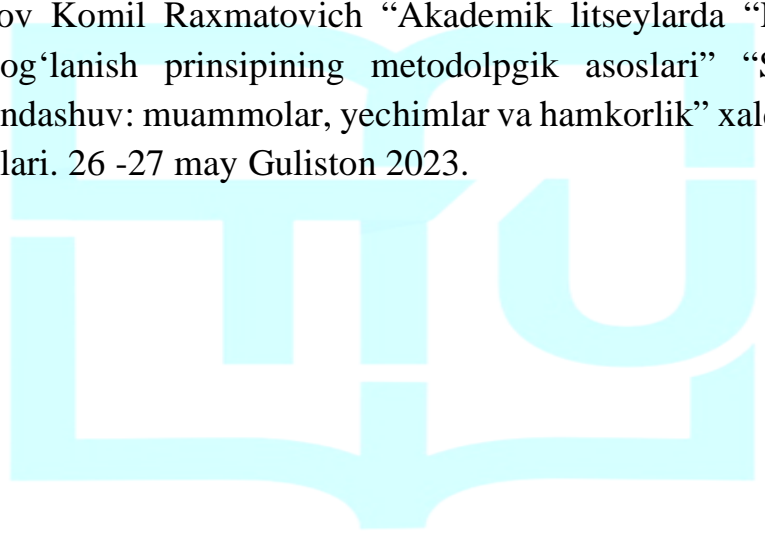 ov Komil Raxmatovich “Akademik litseylarda “
og‘lanish prinsipining metodolpgik asoslari” “S
ndashuv: muammolar, yechimlar va hamkorlik” xal
lari. 26 -27 may Guliston 2023.